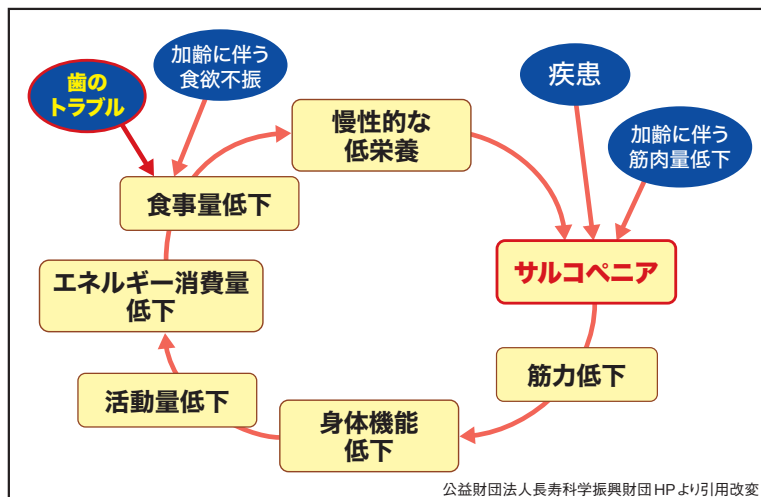 歯の
トラブル
加齢に伴う
食欲不振
疾患
加齢に伴う
筋肉量低下
慢性的な
低栄養
食事量低下
サルコペニア
エネルギー消費量
低下
筋力低下
活動量低下
身体機能
低下
公益財団法人長寿科学振興財団HPより引用改変